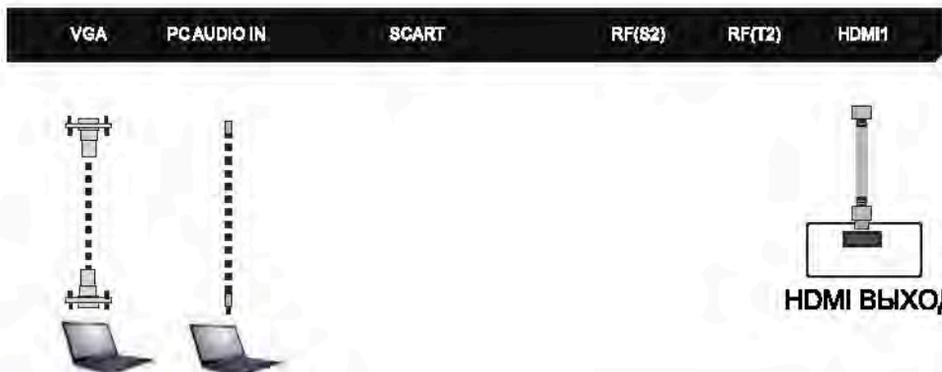 VGA PC AUDIO IN SCART RF(S2) RF(T2) HDMI1
HDMI ВЫХОД